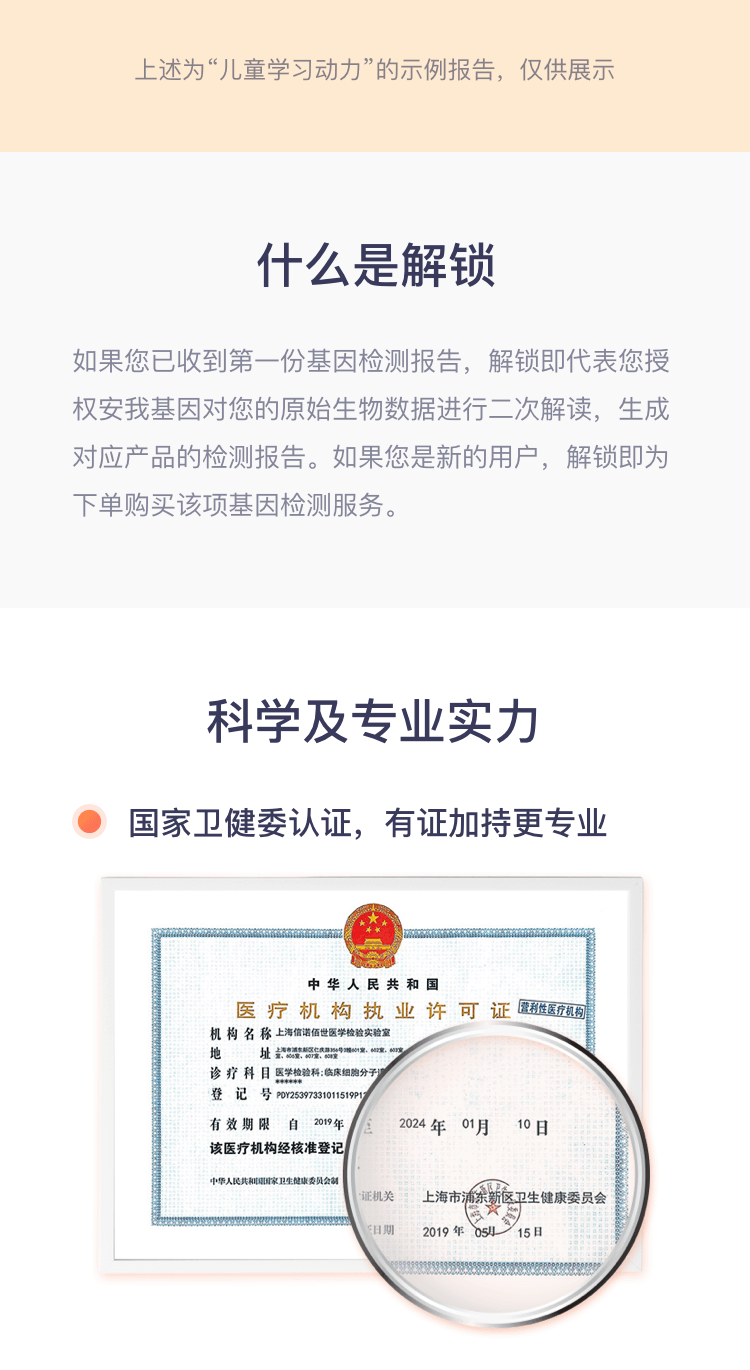 上述为“儿童学习动力”的示例报告，仅供展示
什么是解锁
如果您已收到第一份基因检测报告，解锁即代表您授
权安我基因对您的原始生物数据进行二次解读，生成
对应产品的检测报告。如果您是新的用户，解锁即为
下单购买该项基因检测服务。
科学及专业实力
国家卫健委认证，有证加持更专业
中华人民共和国
医疗机构执业许可证
营利性医疗机构
机构名称 上海信诺佰世医学检验实验室
地 址
诊疗科目 医学检验科;临床细胞分子
******
登记号 PDY25397331011519P1
有效期限 自 2019年
2024年 01月 10日
该医疗机构经核准登记
中华人民共和国国家卫生健康委员会制
证机关 上海市浦东新区卫生健康委员会
日期 2019年 05月 15日